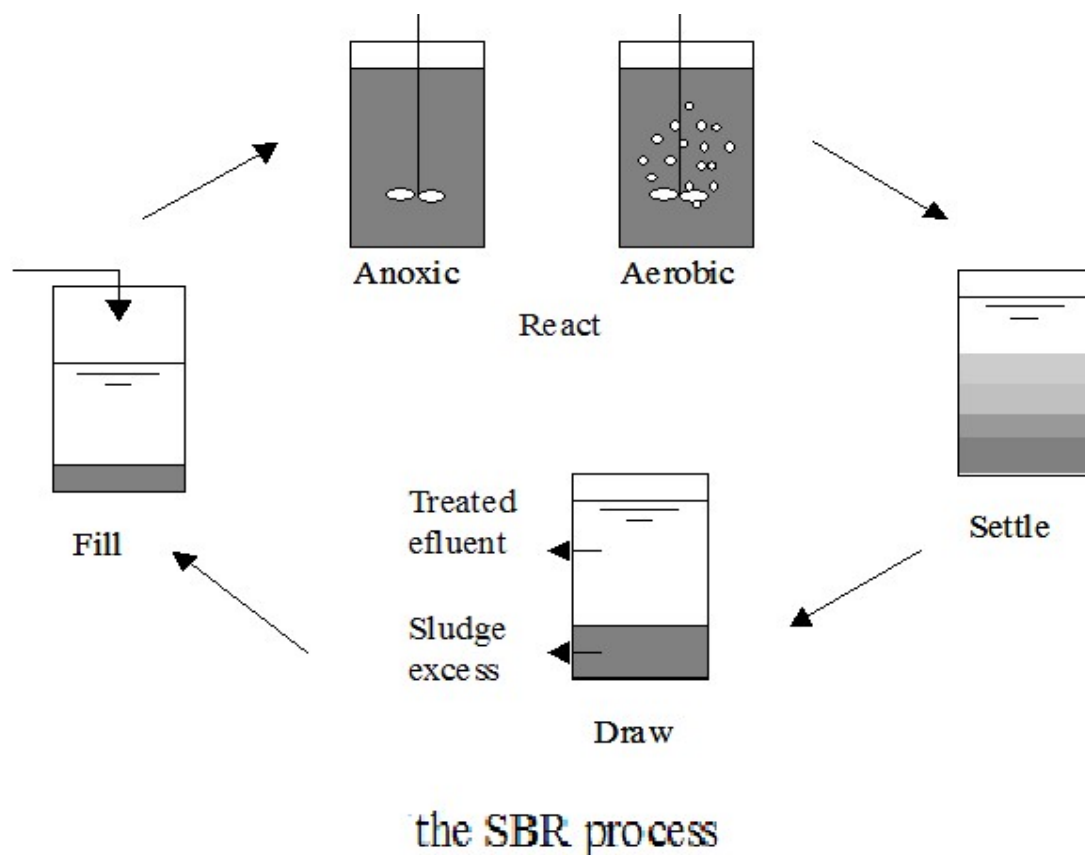 Anoxic
Aerobic
React
Fill
Settle
Treated
efluent
Sludge
excess
Draw
the SBR process